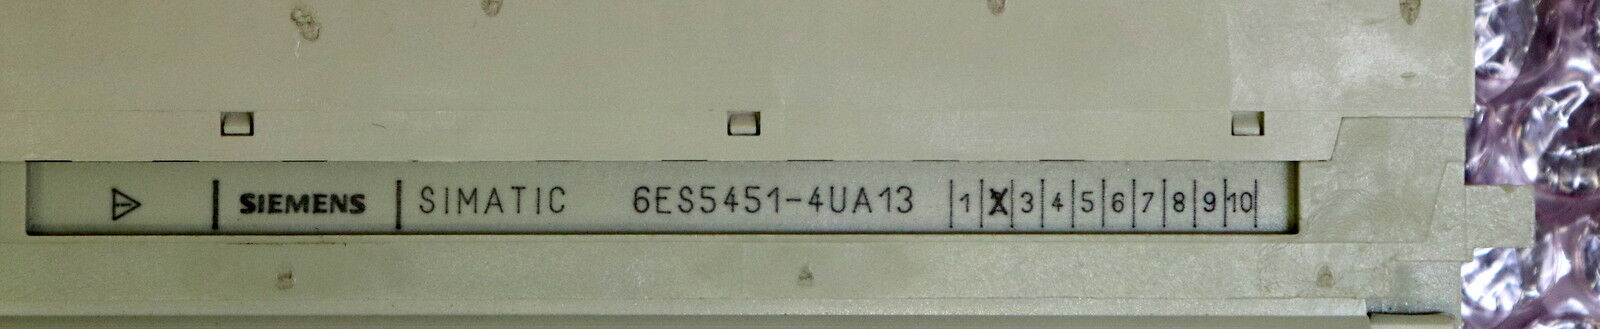 SIEMENS SIMATIC 6ES5451-4UA13 1 X 3 4 5 6 7 8 9 10